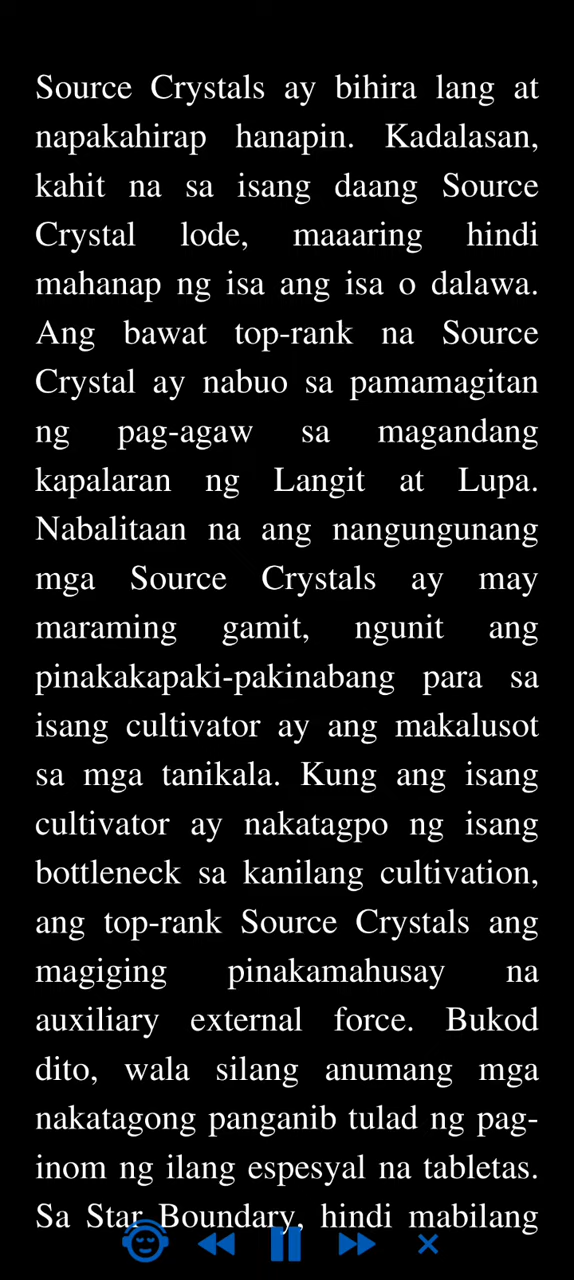 Source Crystals ay bihira lang at
napakahirap hanapin. Kadalasan,
kahit na sa isang daang Source
Crystal lode, maaaring hindi
mahanap ng isa ang isa o dalawa.
Ang bawat top-rank na Source
Crystal ay nabuo sa pamamagitan
ng pag-agaw sa magandang
kapalaran ng Langit at Lupa.
Nabalitaan na ang nangungunang
mga Source Crystals ay may
maraming gamit, ngunit ang
pinakakapaki-pakinabang para sa
isang cultivator ay ang makalusot
sa mga tanikala. Kung ang isang
cultivator ay nakatagpo ng isang
bottleneck sa kanilang cultivation,
ang top-rank Source Crystals ang
magiging pinakamahusay na
auxiliary external force. Bukod
dito, wala silang anumang mga
nakatagong panganib tulad ng pag-
inom ng ilang espesyal na tabletas.
Sa Star Boundary, hindi mabilang